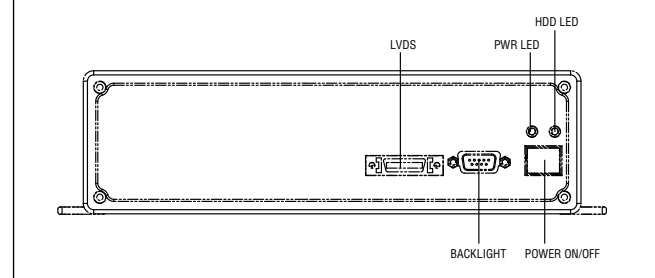 HDD LED
LVDS
PWR LED
BACKLIGHT
POWER ON/OFF